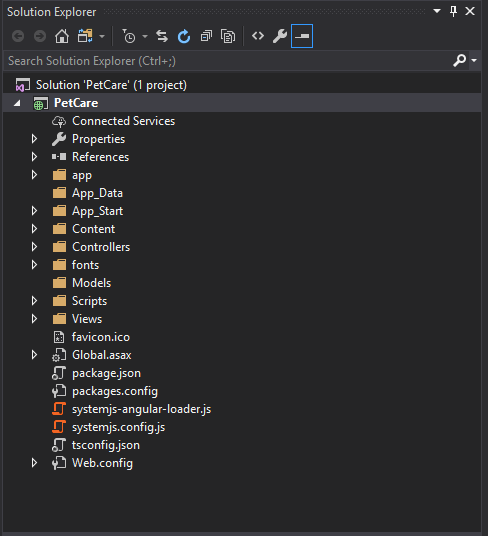 Solution Explorer
Search Solution Explorer (Ctrl+;)
Solution 'PetCare' (1 project)
PetCare
Connected Services
Properties
References
app
App_Data
App_Start
Content
Controllers
fonts
Models
Scripts
Views
favicon.ico
Global.asax
package.json
packages.config
systemjs-angular-loader.js
systemjs.config.js
tsconfig.json
Web.config